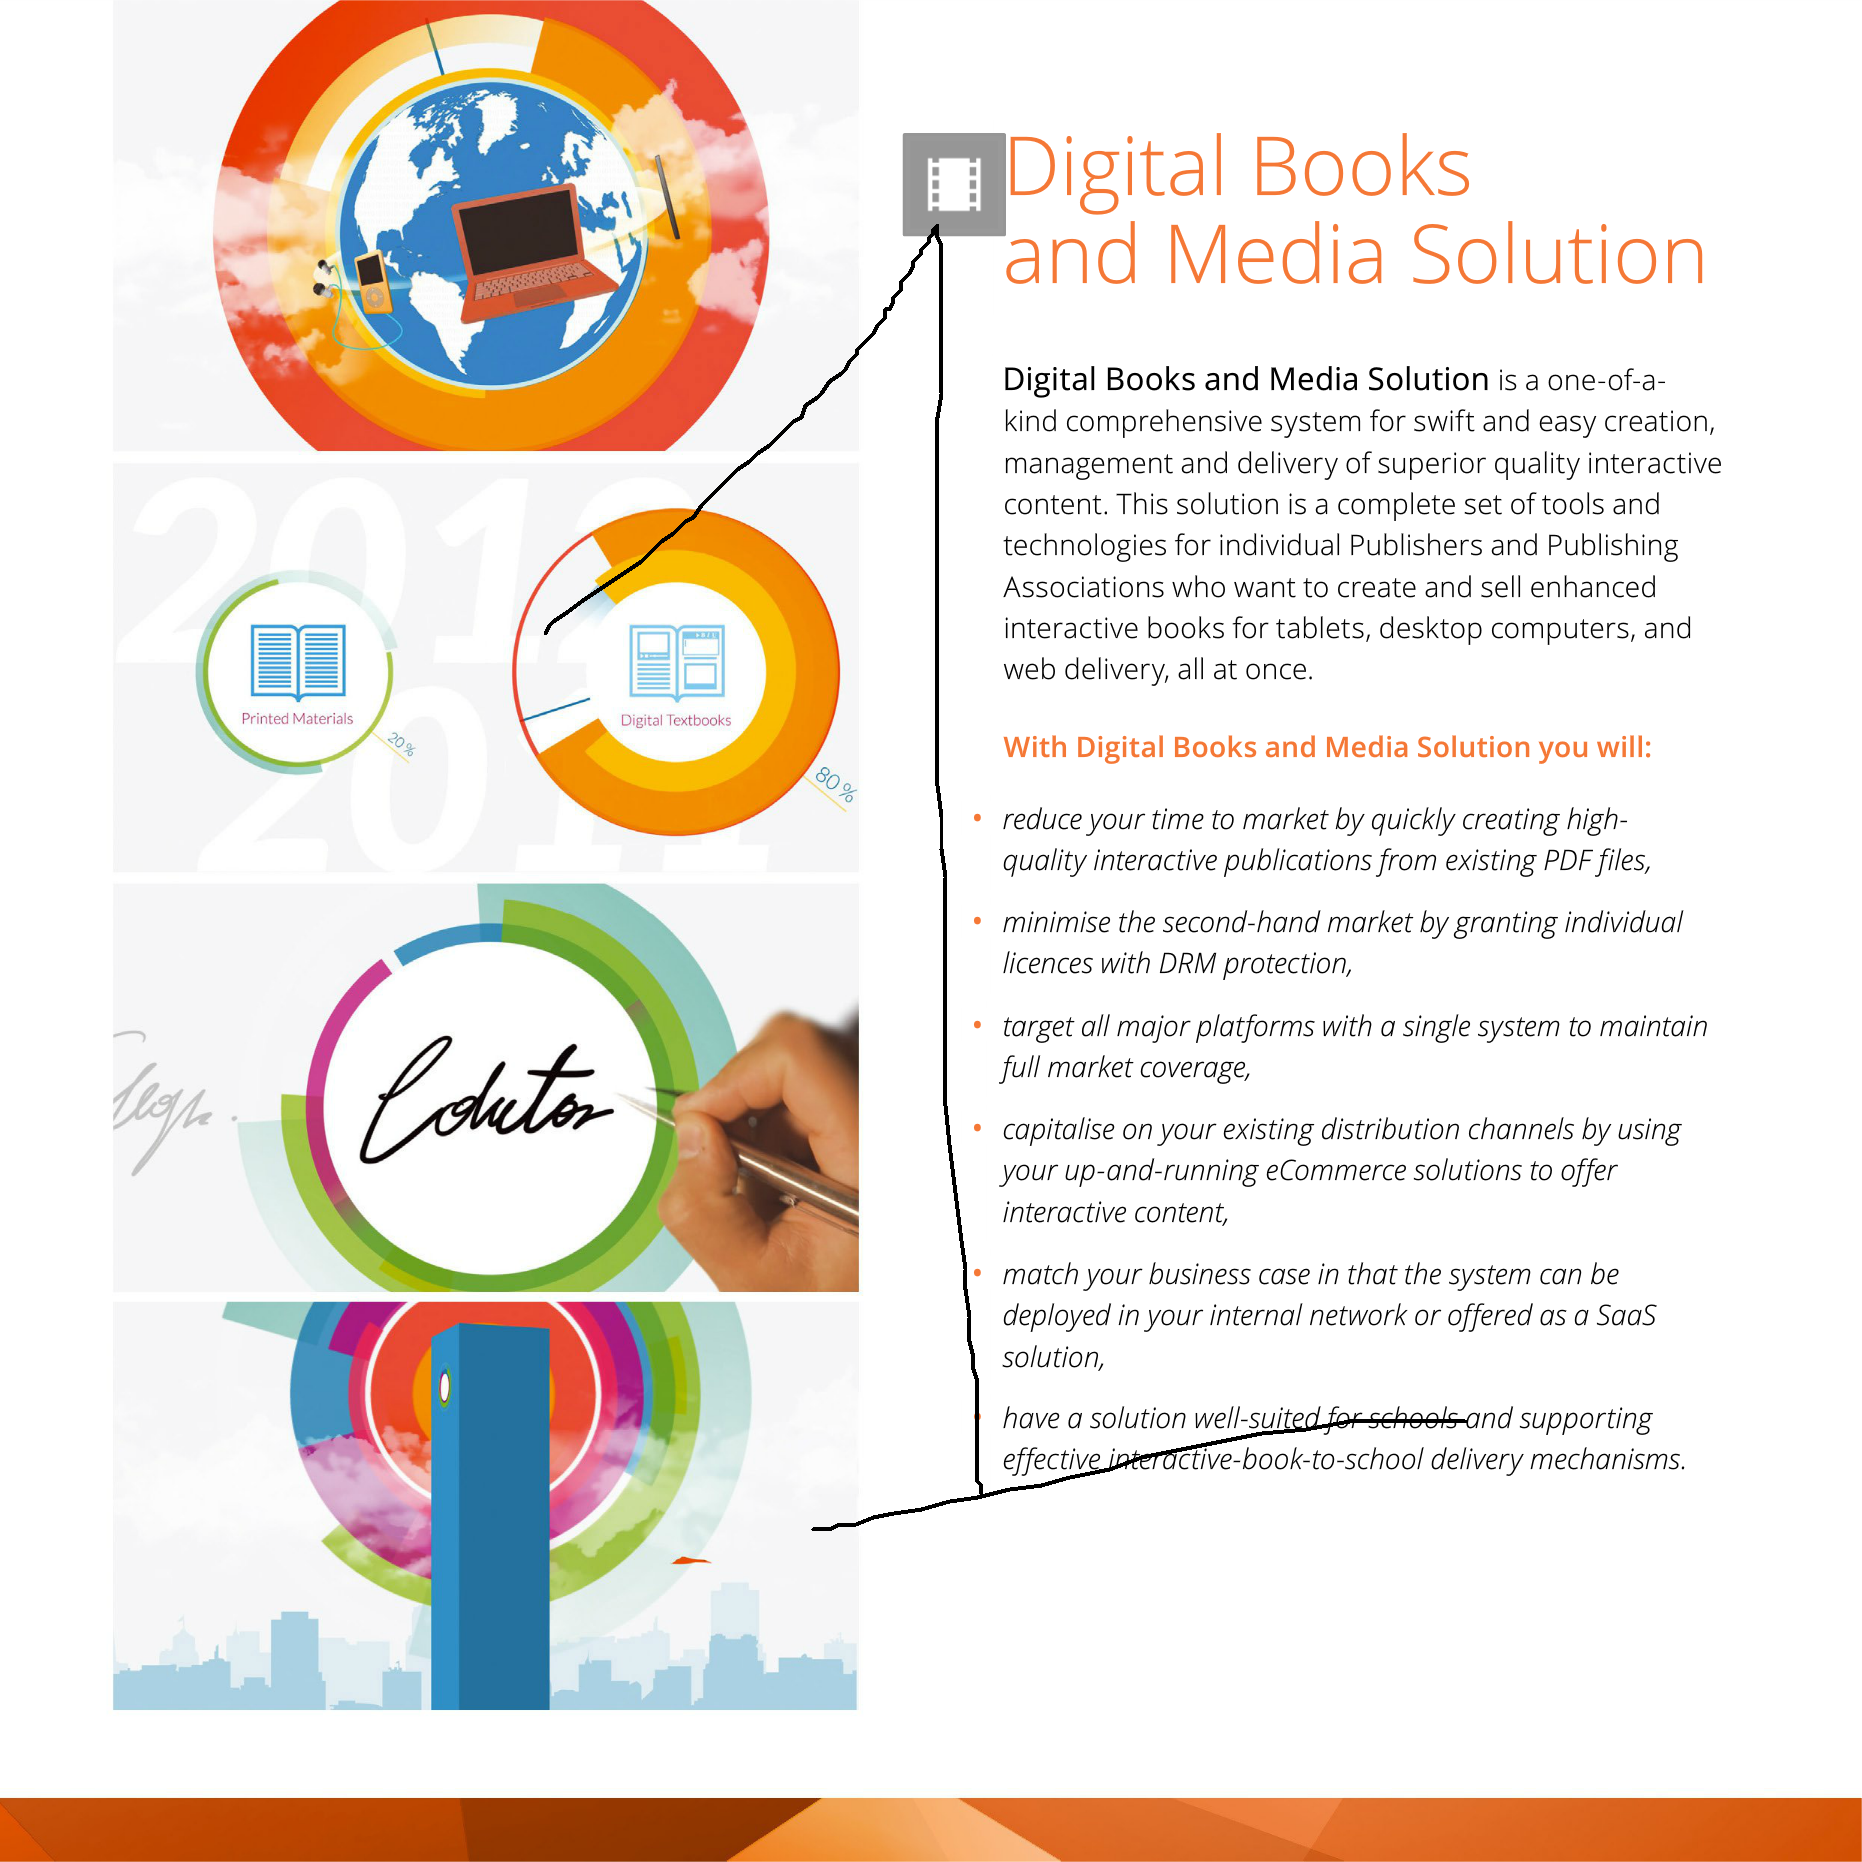 2012
2011
Printed Materials
20%
Digital Textbooks
80%
Digital Books
and Media Solution
Digital Books and Media Solution is a one-of-a-
kind comprehensive system for swift and easy creation,
management and delivery of superior quality interactive
content. This solution is a complete set of tools and
technologies for individual Publishers and Publishing
Associations who want to create and sell enhanced
interactive books for tablets, desktop computers, and
web delivery, all at once.
With Digital Books and Media Solution you will:
• reduce your time to market by quickly creating high-
quality interactive publications from existing PDF files,
• minimise the second-hand market by granting individual
licences with DRM protection,
• target all major platforms with a single system to maintain
full market coverage,
• capitalise on your existing distribution channels by using
your up-and-running eCommerce solutions to offer
interactive content,
• match your business case in that the system can be
deployed in your internal network or offered as a SaaS
solution,
• have a solution well-suited for schools and supporting
effective interactive-book-to-school delivery mechanisms.